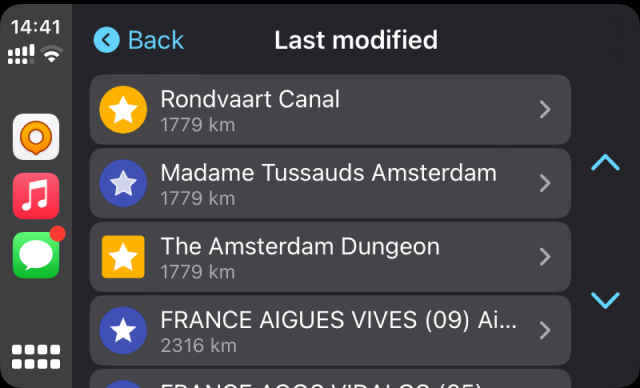 14:41
Back
Last modified
Rondvaart Canal
1779 km
Madame Tussauds Amsterdam
1779 km
The Amsterdam Dungeon
1779 km
FRANCE AIGUES VIVES (09) Ai...
2316 km